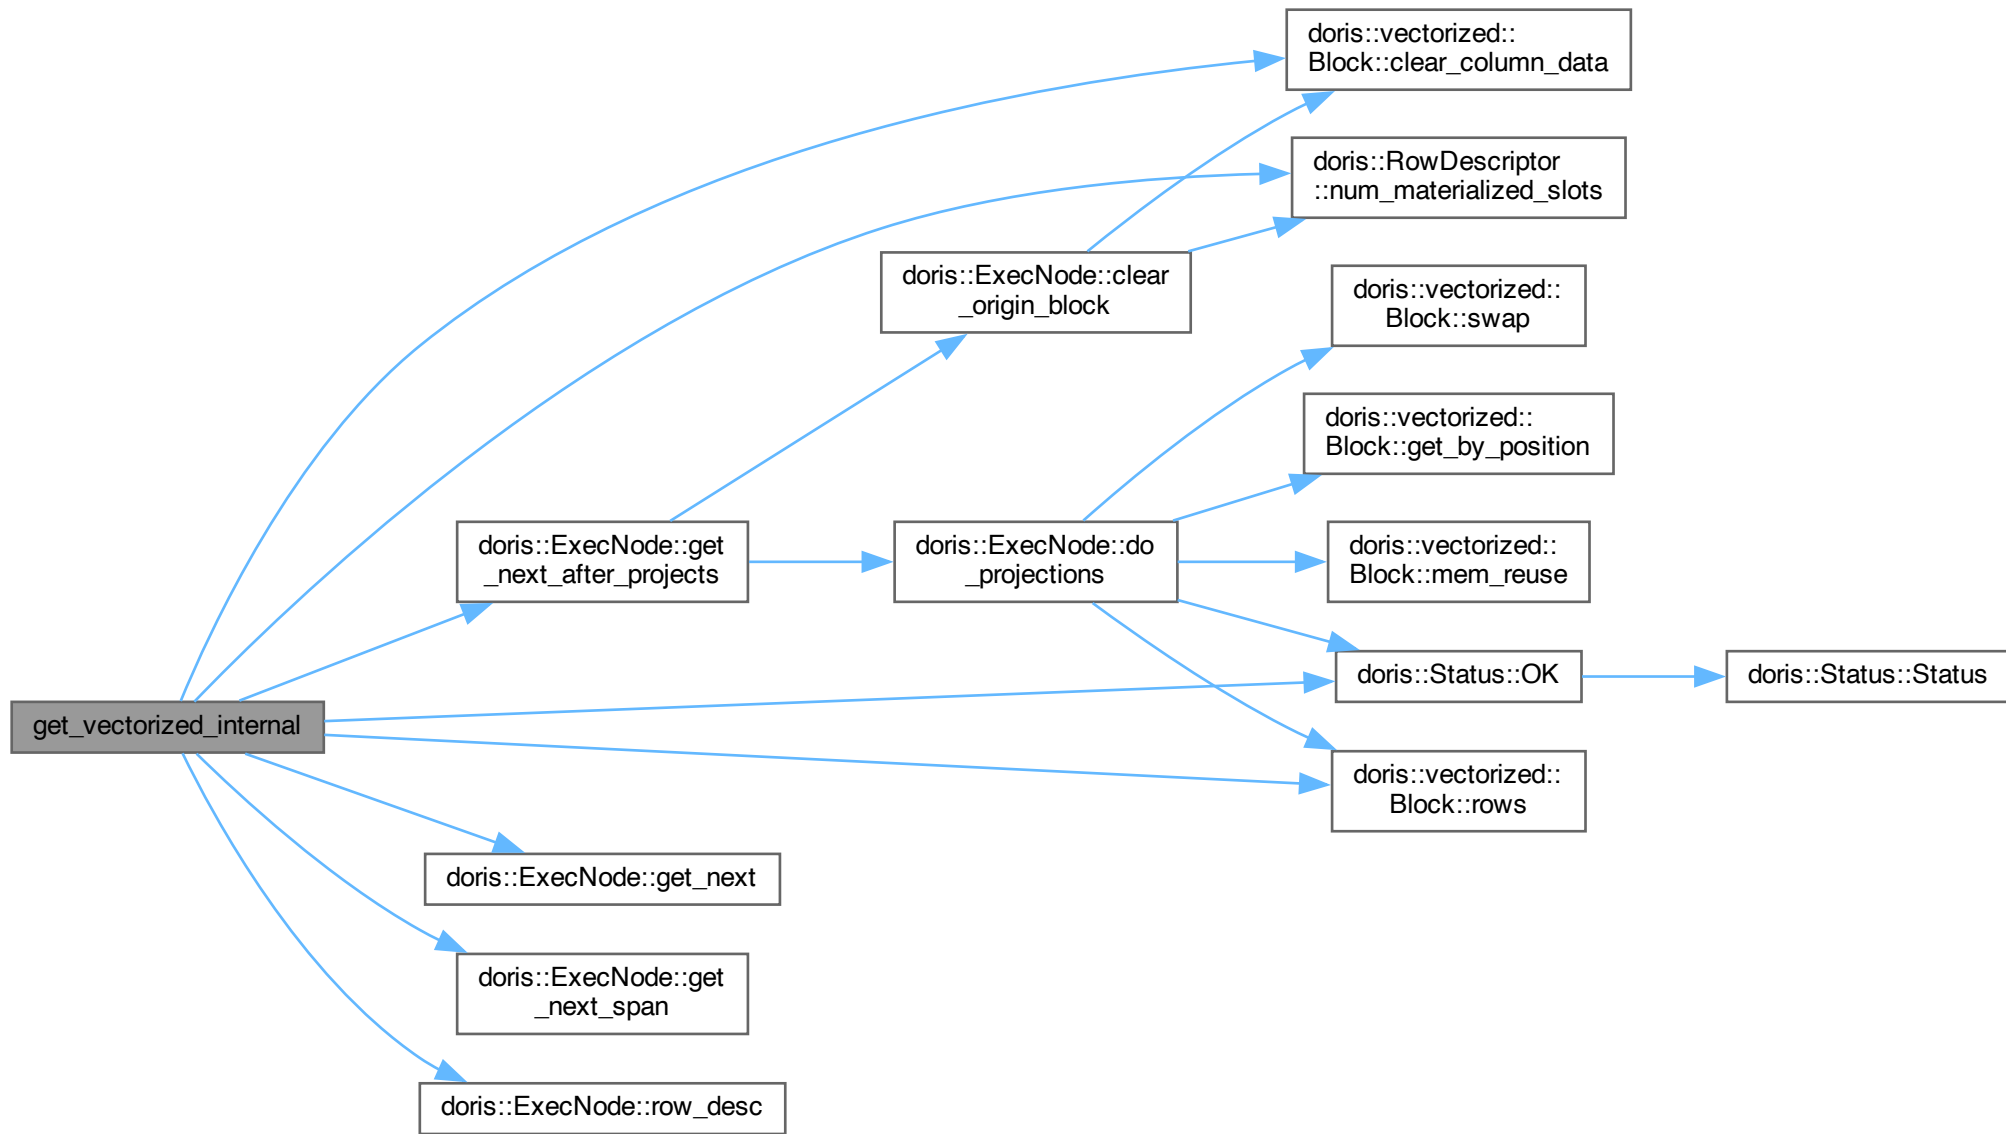 doris::vectorized::
Block::clear_column_data
doris::RowDescriptor
::num_materialized_slots
doris::ExecNode::clear
_origin_block
doris::vectorized::
Block::swap
doris::vectorized::
Block::get_by_position
doris::ExecNode::get
_next_after_projects
doris::ExecNode::do
_projections
doris::vectorized::
Block::mem_reuse
doris::Status::OK
doris::Status::Status
get_vectorized_internal
doris::vectorized::
Block::rows
doris::ExecNode::get_next
doris::ExecNode::get
_next_span
doris::ExecNode::row_desc